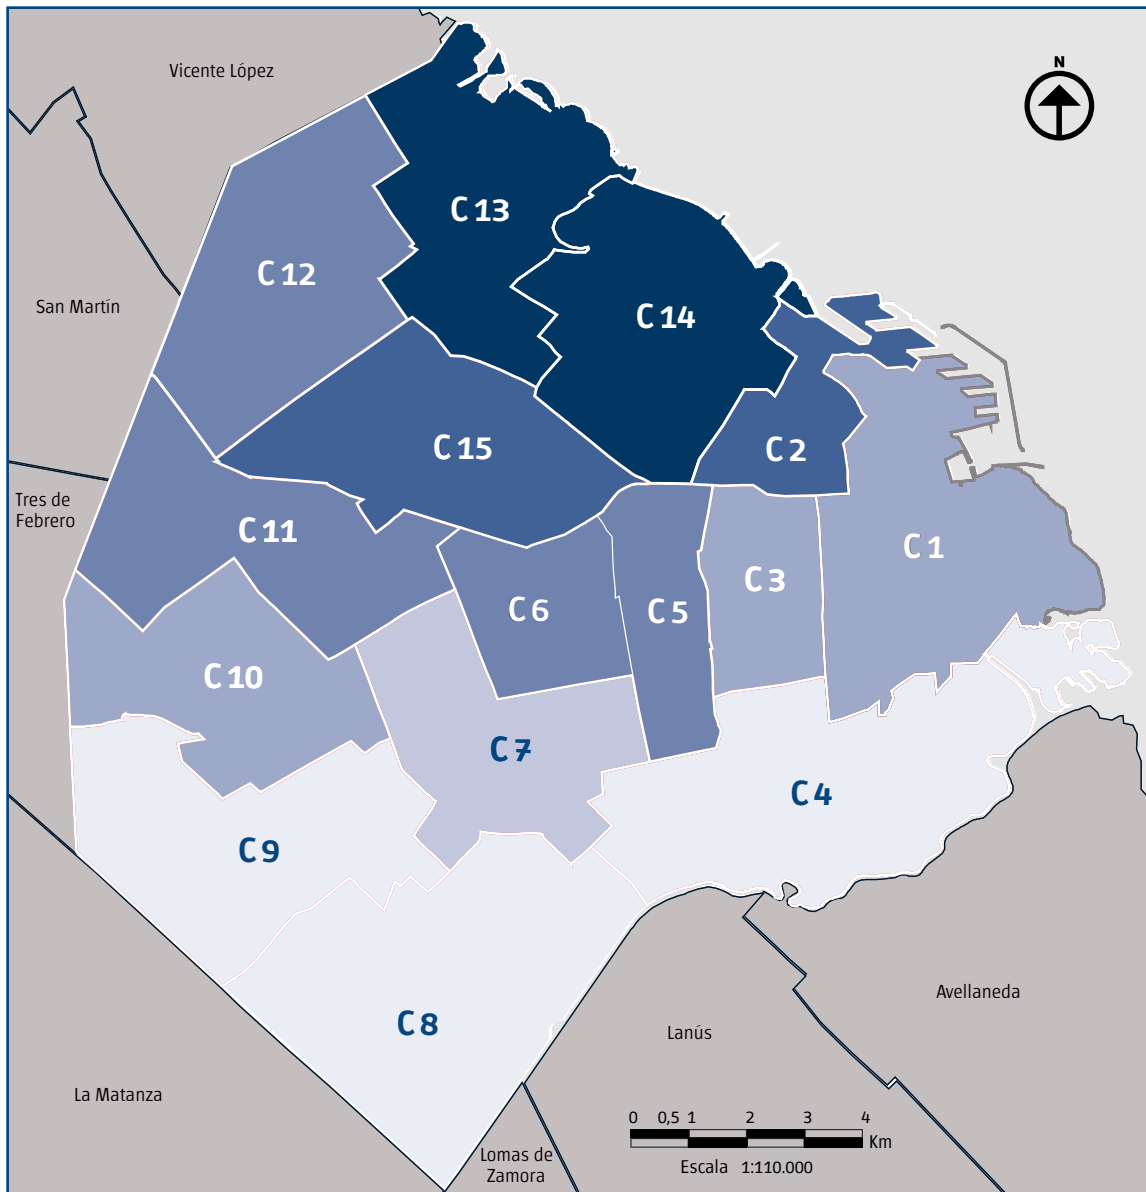 N
Vicente López
C 13
C 12
San Martín
C 14
C 15
C 2
Tres de
Febrero
C 11
C 1
C 3
C 6
C 5
C 10
C 7
C 4
C 9
Avellaneda
C 8
Lanús
La Matanza
0 0,5 1 2 3 4
Km
Escala 1:110.000
Lomas de
Zamora